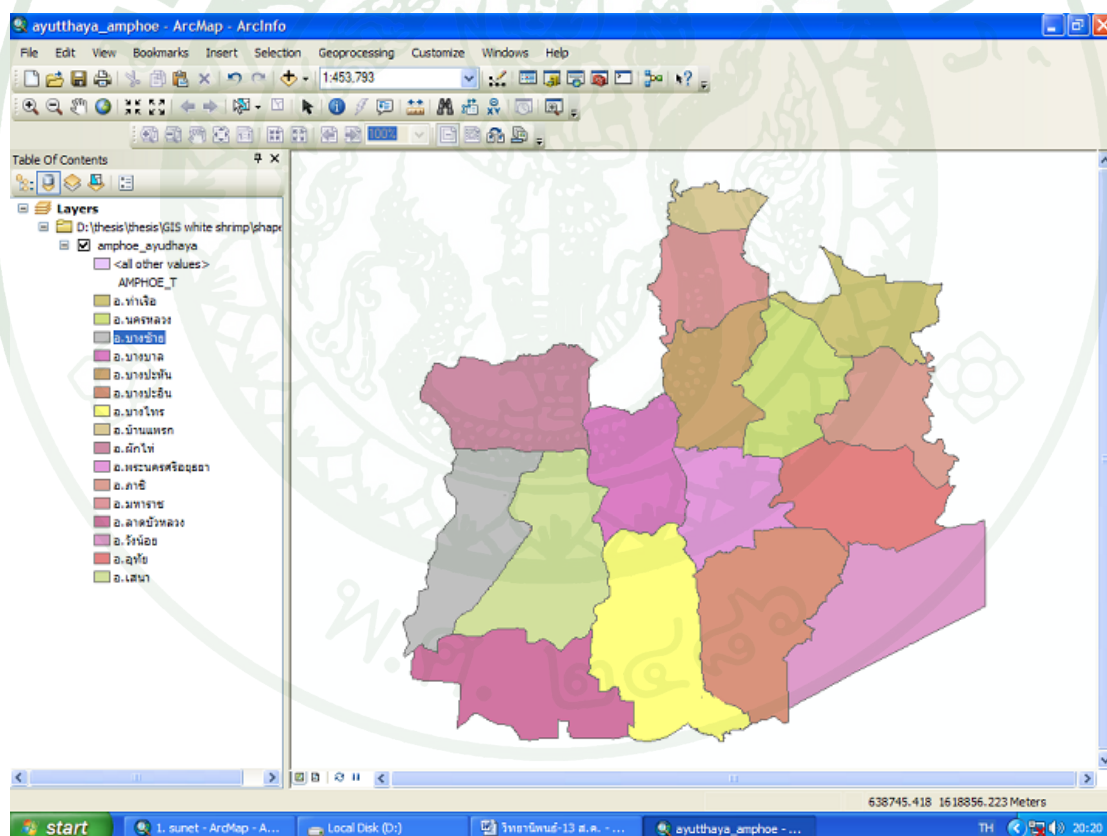 ayutthaya_amphoe - ArcMap - ArcInfo
File Edit View Bookmarks Insert Selection Geoprocessing Customize Windows Help
1:453,793
100%
Table Of Contents
Layers
D:\thesis\thesis\GIS white shrimp\shape
amphoe_ayudhaya
<all other values>
AMPHOE_T
อ.ท่าเรือ
อ.นครหลวง
อ.บางซ้าย
อ.บางบาล
อ.บางปะหัน
อ.บางปะอิน
อ.บางไทร
อ.บ้านแพรก
อ.ผักไห่
อ.พระนครศรีอยุธยา
อ.ภาชี
อ.มหาราช
อ.ลาดบัวหลวง
อ.วังน้อย
อ.อุทัย
อ.เสนา
พ.ศ. ๒๔๘๖
638745.418 1618856.223 Meters
start 1. sunet - ArcMap - A... Local Disk (D:) วิทยานิพนธ์-13 ส.ค. - ... ayutthaya_amphoe - ... TH 20:20